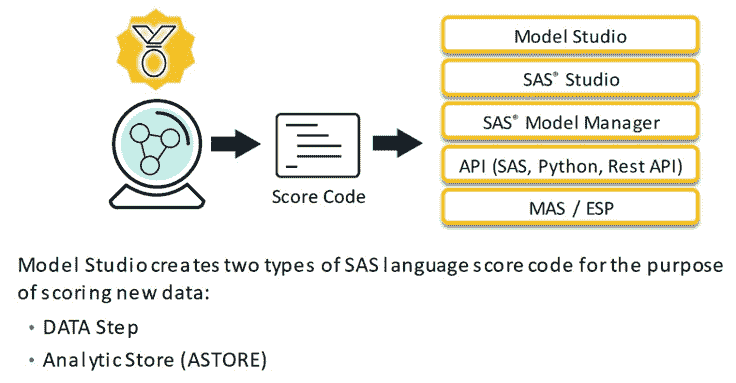 Model Studio
SAS® Studio
SAS® Model Manager
API (SAS, Python, Rest API)
MAS / ESP
Score Code
Model Studio creates two types of SAS language score code for the purpose
of scoring new data:
• DATA Step
• Analytic Store (ASTORE)